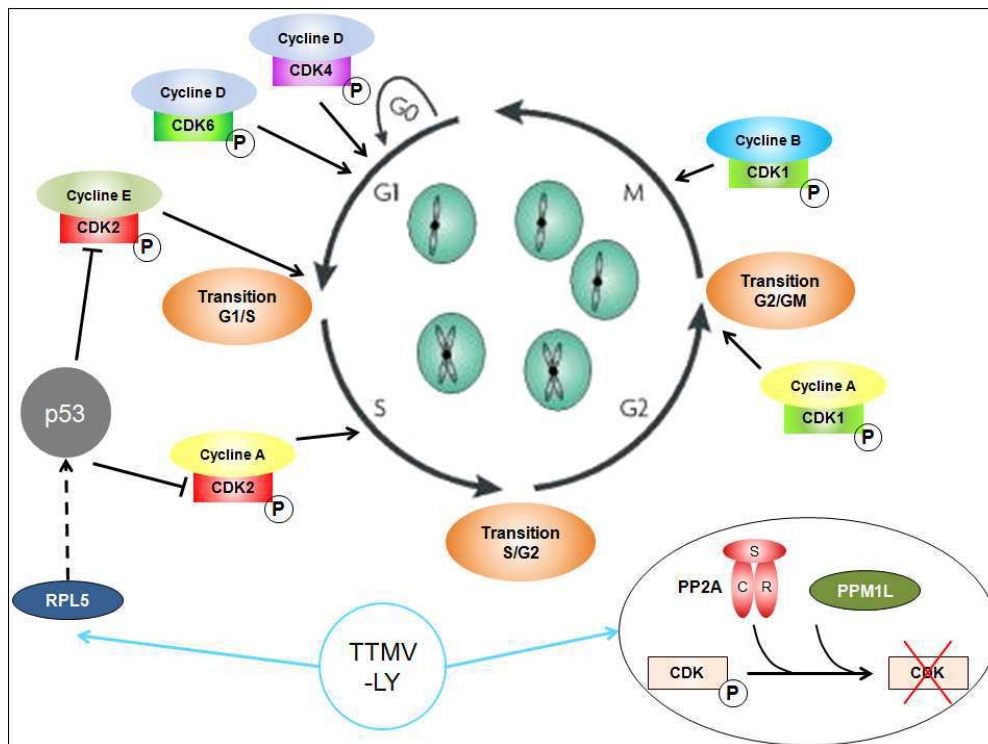 Cycline D
CDK4
P
Cycline D
CDK6
P
G0
Cycline B
CDK1
P
Cycline E
CDK2
P
G1
M
Transition
G1/S
Transition
G2/GM
p53
S
G2
Cycline A
CDK1
P
Cycline A
CDK2
P
Transition
S/G2
RPL5
TTMV
-LY
S
PP2A
C
R
PPM1L
CDK
P
CDK